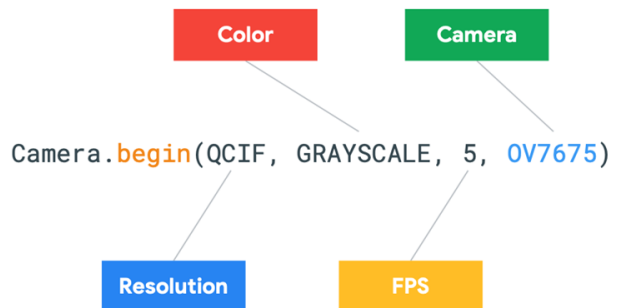 Color Camera
Camera.begin(QCIF, GRAYSCALE, 5, OV7675)
Resolution FPS